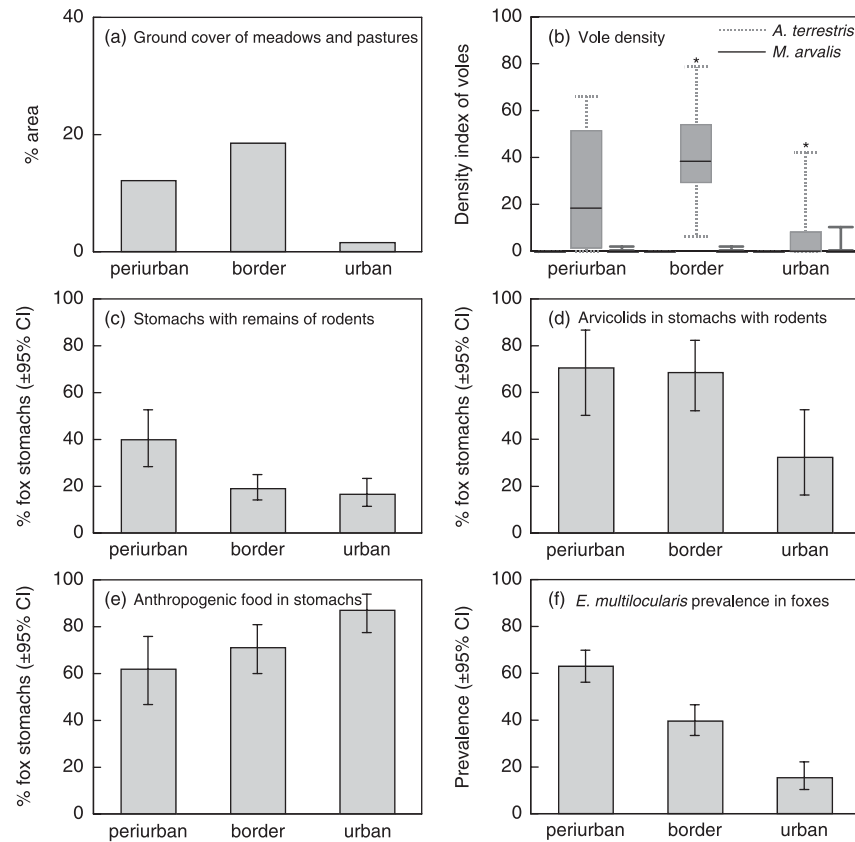 (a) Ground cover of meadows and pastures
% area
40
20
0
periurban border urban
(b) Vole density
A. terrestris
M. arvalis
Density index of voles
100
80
60
40
20
0
* *
periurban border urban
(c) Stomachs with remains of rodents
% fox stomachs (±95% CI)
100
80
60
40
20
0
periurban border urban
(d) Arvicolids in stomachs with rodents
% fox stomachs (±95% CI)
100
80
60
40
20
0
periurban border urban
(e) Anthropogenic food in stomachs
% fox stomachs (±95% CI)
100
80
60
40
20
0
periurban border urban
(f) E. multilocularis prevalence in foxes
Prevalence (±95% CI)
100
80
60
40
20
0
periurban border urban